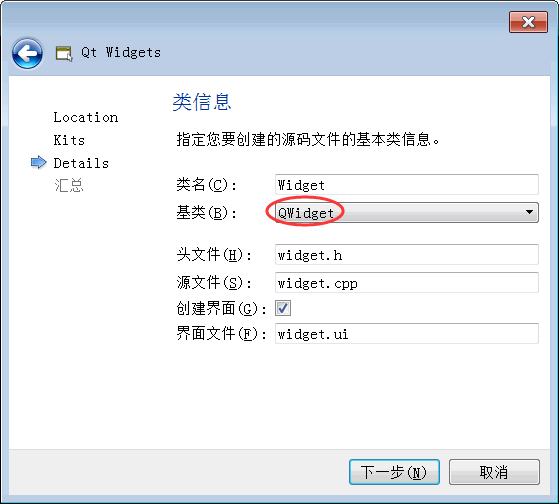 Qt Widgets
Location
Kits
Details
汇总
类信息
指定您要创建的源码文件的基本类信息。
类名(C): Widget
基类(B): QWidget
头文件(H): widget.h
源文件(S): widget.cpp
创建界面(G):
界面文件(F): widget.ui
下一步(N) 取消